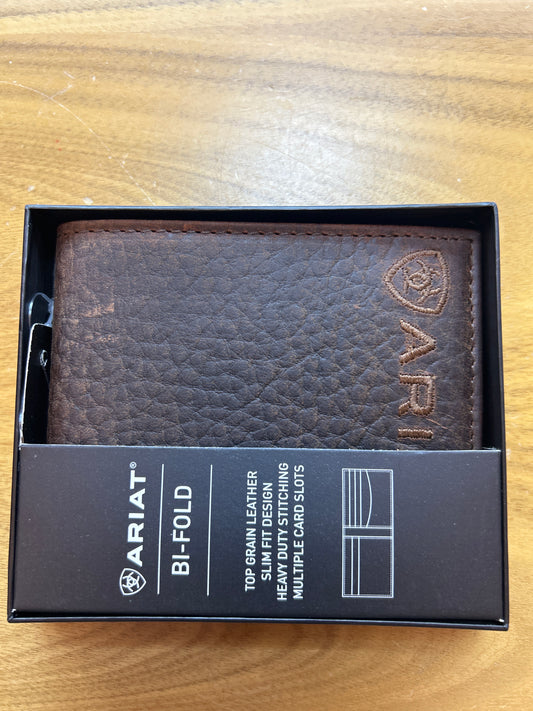 ARI
ARIAT®
BI-FOLD
TOP GRAIN LEATHER
SLIM FIT DESIGN
HEAVY DUTY STITCHING
MULTIPLE CARD SLOTS